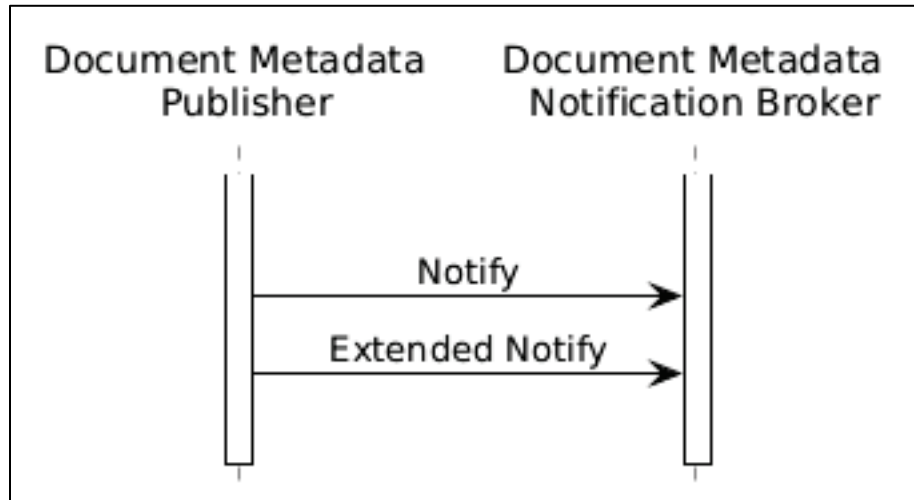 Document Metadata
Publisher
Document Metadata
Notification Broker
Notify
Extended Notify